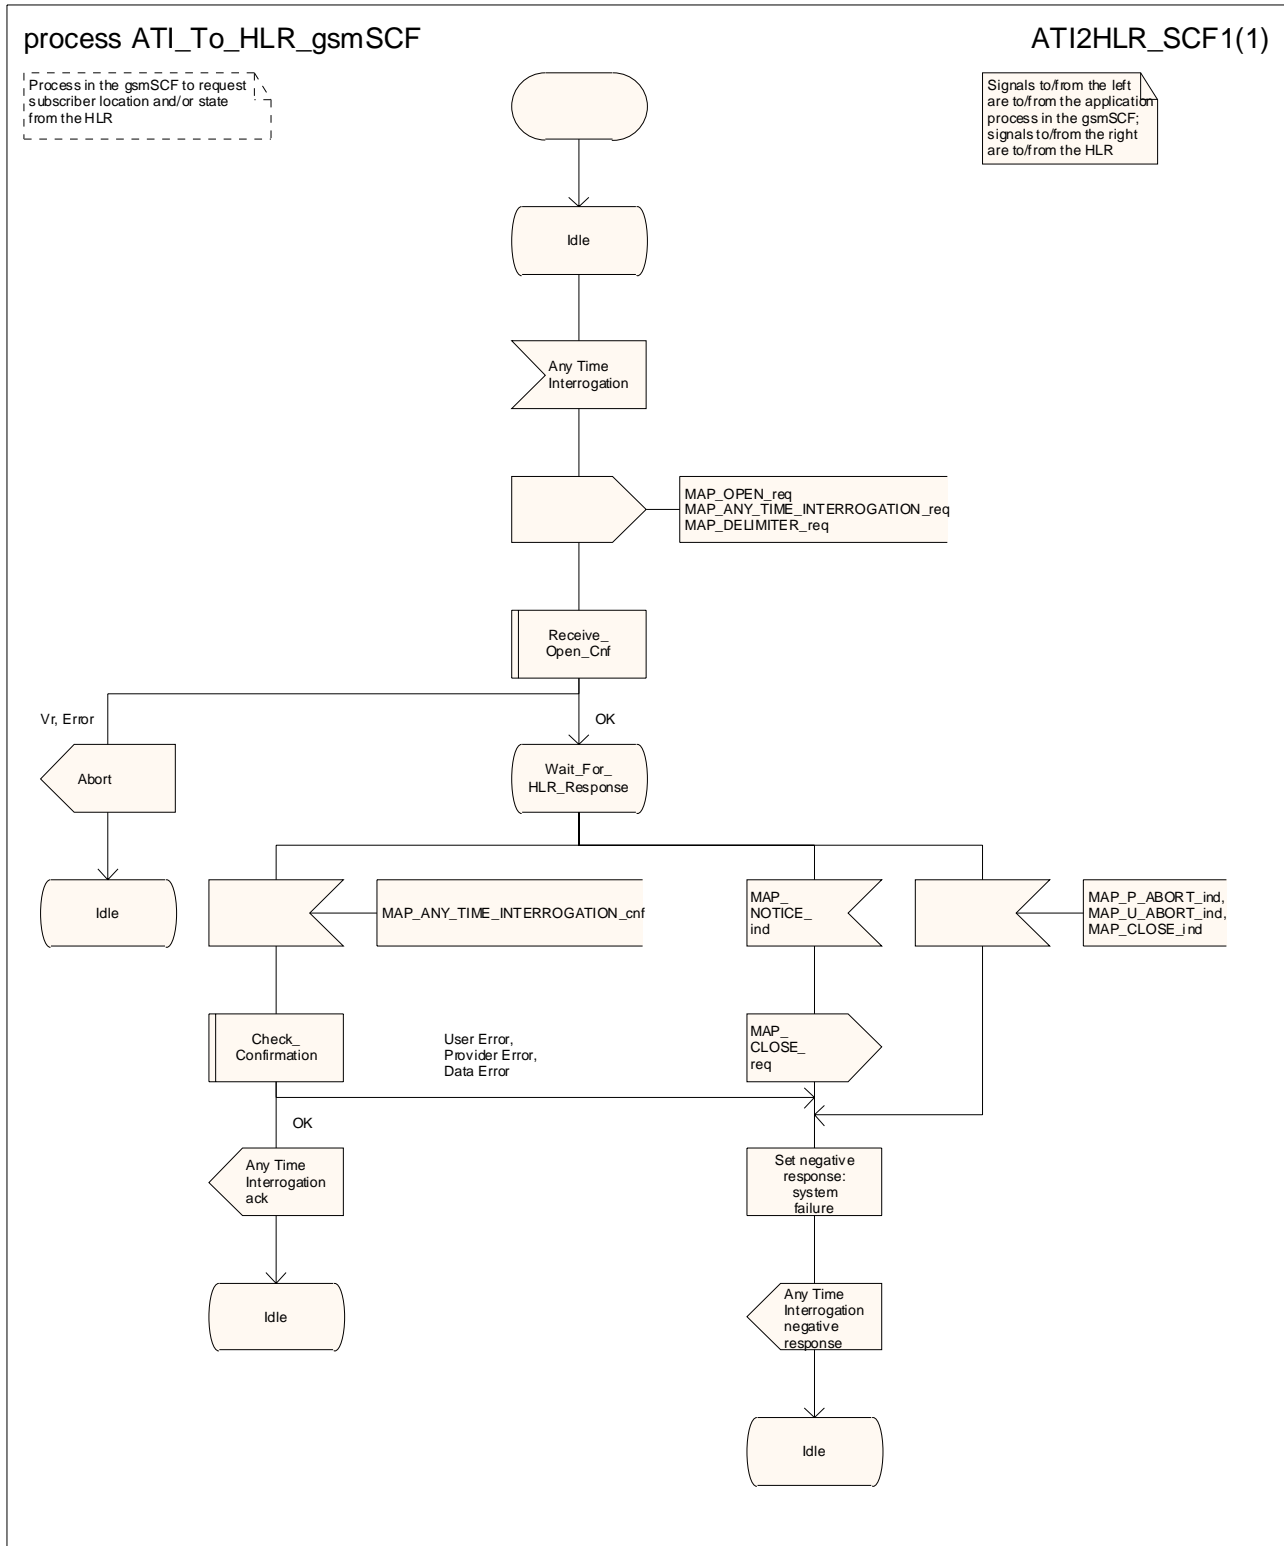 process ATI_To_HLR_gsmSCF
ATI2HLR_SCF1(1)
Process in the gsmSCF to request
subscriber location and/or state
from the HLR
Signals to/from the left
are to/from the application
process in the gsmSCF;
signals to/from the right
are to/from the HLR
Idle
Any Time
Interrogation
MAP_OPEN_req
MAP_ANY_TIME_INTERROGATION_req
MAP_DELIMITER_req
Receive_
Open_Cnf
Vr, Error
OK
Abort
Wait_For_
HLR_Response
Idle
MAP_ANY_TIME_INTERROGATION_cnf
MAP_
NOTICE_
ind
MAP_P_ABORT_ind,
MAP_U_ABORT_ind,
MAP_CLOSE_ind
Check_
Confirmation
User Error,
Provider Error,
Data Error
MAP_
CLOSE_
req
OK
Any Time
Interrogation
ack
Set negative
response:
system
failure
Idle
Any Time
Interrogation
negative
response
Idle